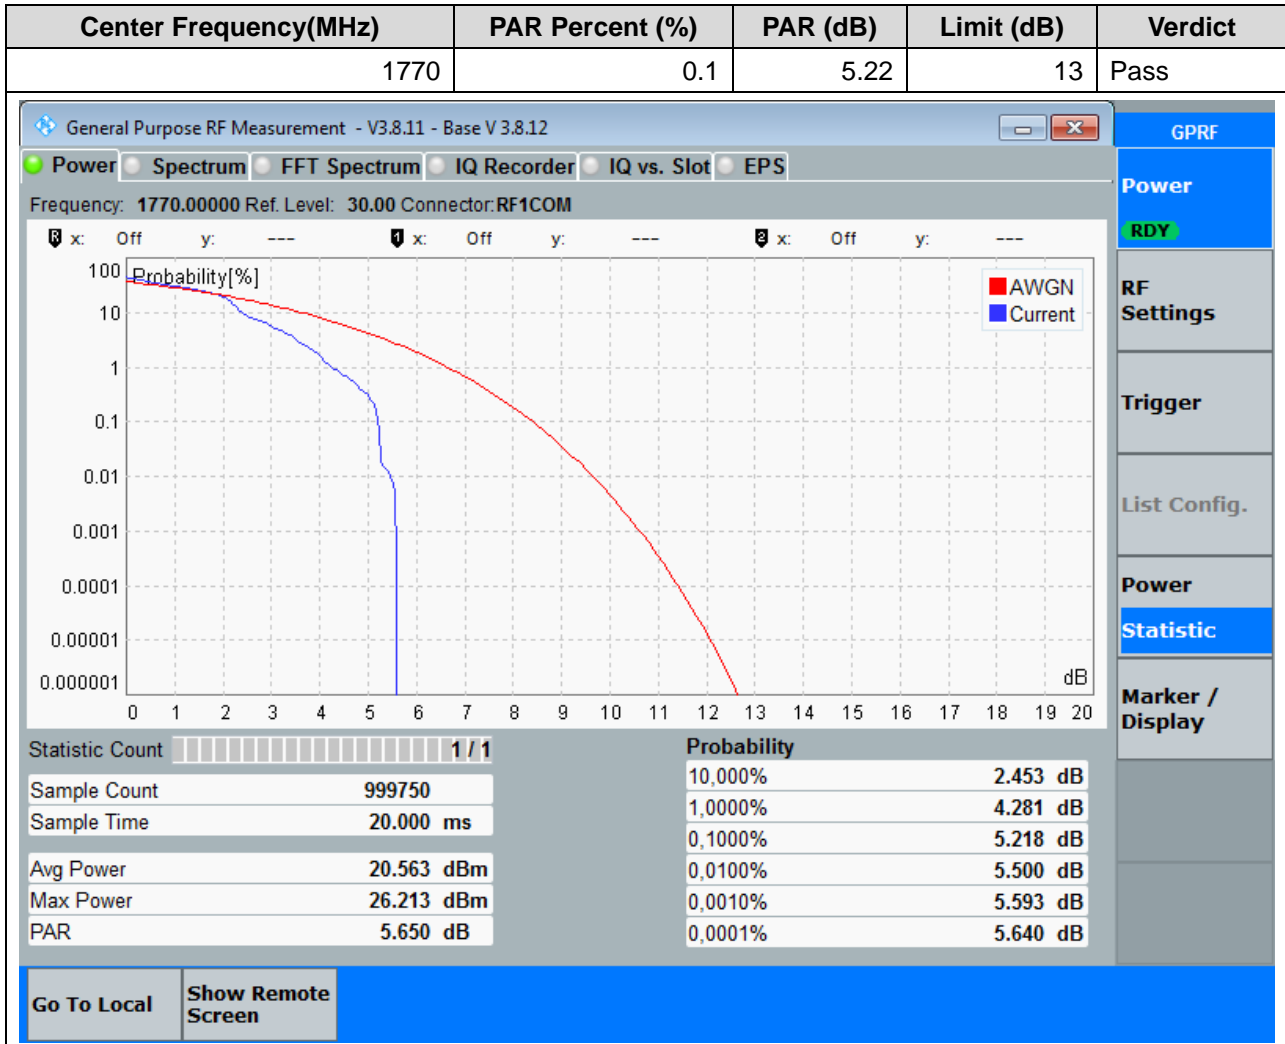 Center Frequency(MHz) PAR Percent (%) PAR (dB) Limit (dB) Verdict
1770 0.1 5.22 13 Pass
General Purpose RF Measurement - V3.8.11 - Base V 3.8.12
GPRF
Power Spectrum FFT Spectrum IQ Recorder IQ vs. Slot EPS
Power
RDY
Frequency: 1770.00000 Ref. Level: 30.00 Connector: RF1COM
R x: Off y: --- 1 x: Off y: --- 2 x: Off y: ---
Probability[%]
AWGN
Current
100
10
1
0.1
0.01
0.001
0.0001
0.00001
0.000001
dB
0 1 2 3 4 5 6 7 8 9 10 11 12 13 14 15 16 17 18 19 20
RF
Settings
Trigger
List Config.
Power
Statistic
Marker /
Display
Statistic Count 1 / 1
Sample Count 999750
Sample Time 20.000 ms
Avg Power 20.563 dBm
Max Power 26.213 dBm
PAR 5.650 dB
Probability
10,000% 2.453 dB
1,0000% 4.281 dB
0,1000% 5.218 dB
0,0100% 5.500 dB
0,0010% 5.593 dB
0,0001% 5.640 dB
Go To Local
Show Remote
Screen